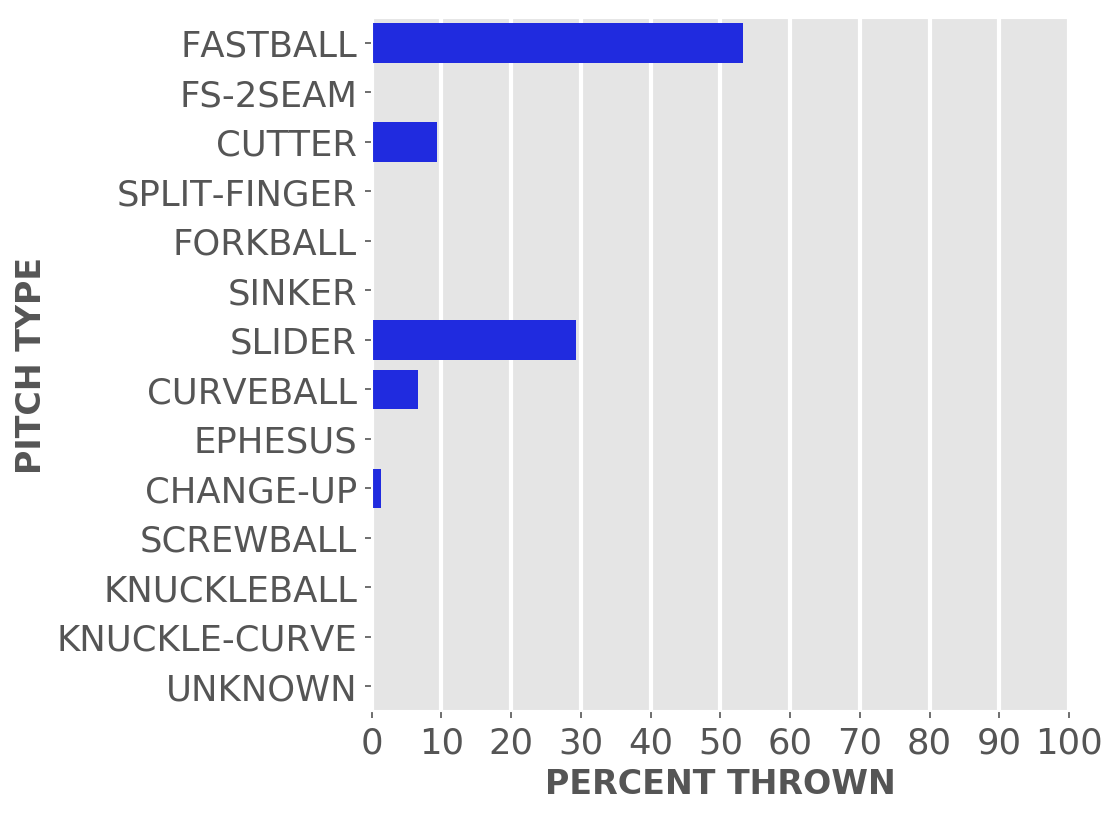 FASTBALL
FS-2SEAM
CUTTER
SPLIT-FINGER
FORKBALL
SINKER
SLIDER
CURVEBALL
EPHESUS
CHANGE-UP
SCREWBALL
KNUCKLEBALL
KNUCKLE-CURVE
UNKNOWN
PITCH TYPE
0 10 20 30 40 50 60 70 80 90 100
PERCENT THROWN